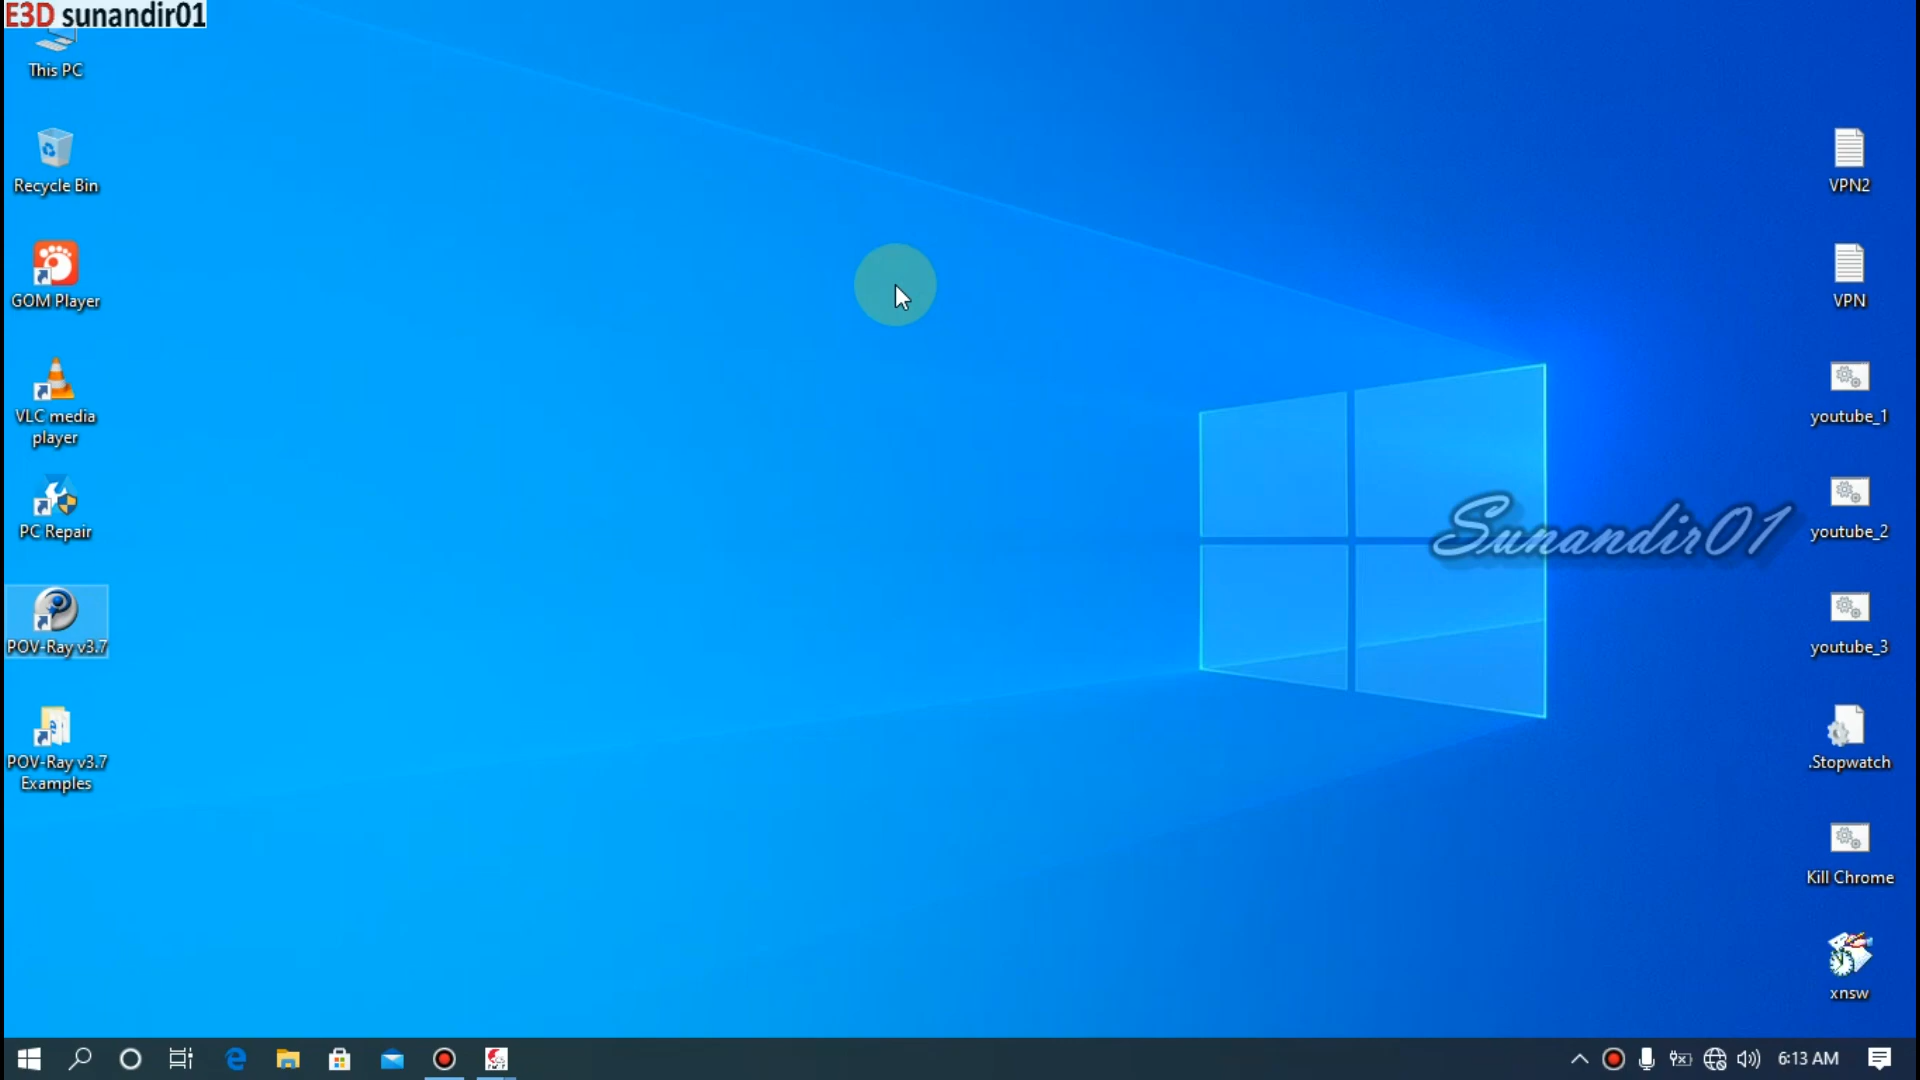 E3D sunandir01
This PC
Recycle Bin
GOM Player
VLC media
player
PC Repair
POV-Ray v3.7
POV-Ray v3.7
Examples
VPN2
VPN
youtube_1
youtube_2
Sunandir01
youtube_3
.Stopwatch
Kill Chrome
xnsw
6:13 AM